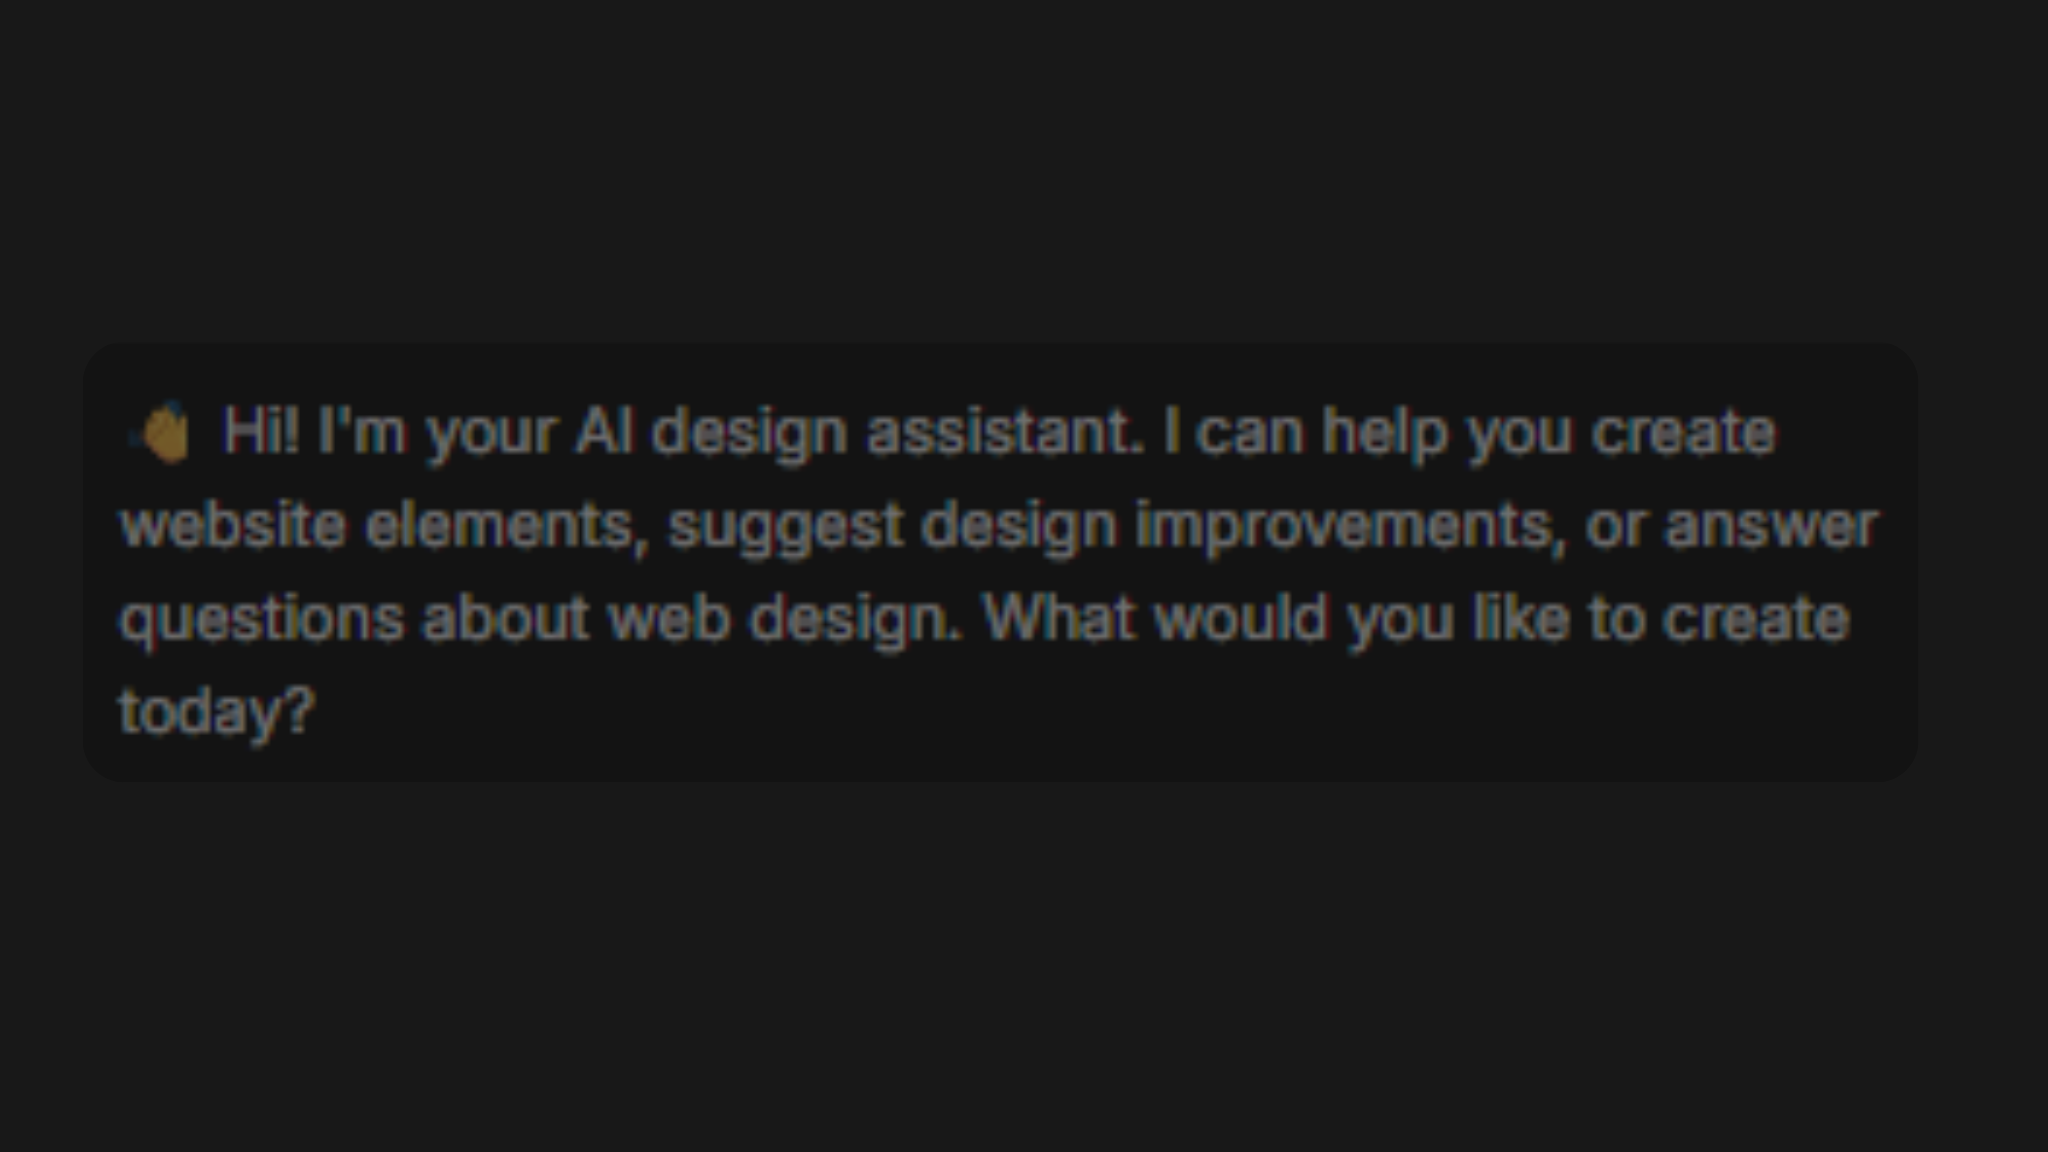 👋 Hi! I'm your AI design assistant. I can help you create
website elements, suggest design improvements, or answer
questions about web design. What would you like to create
today?